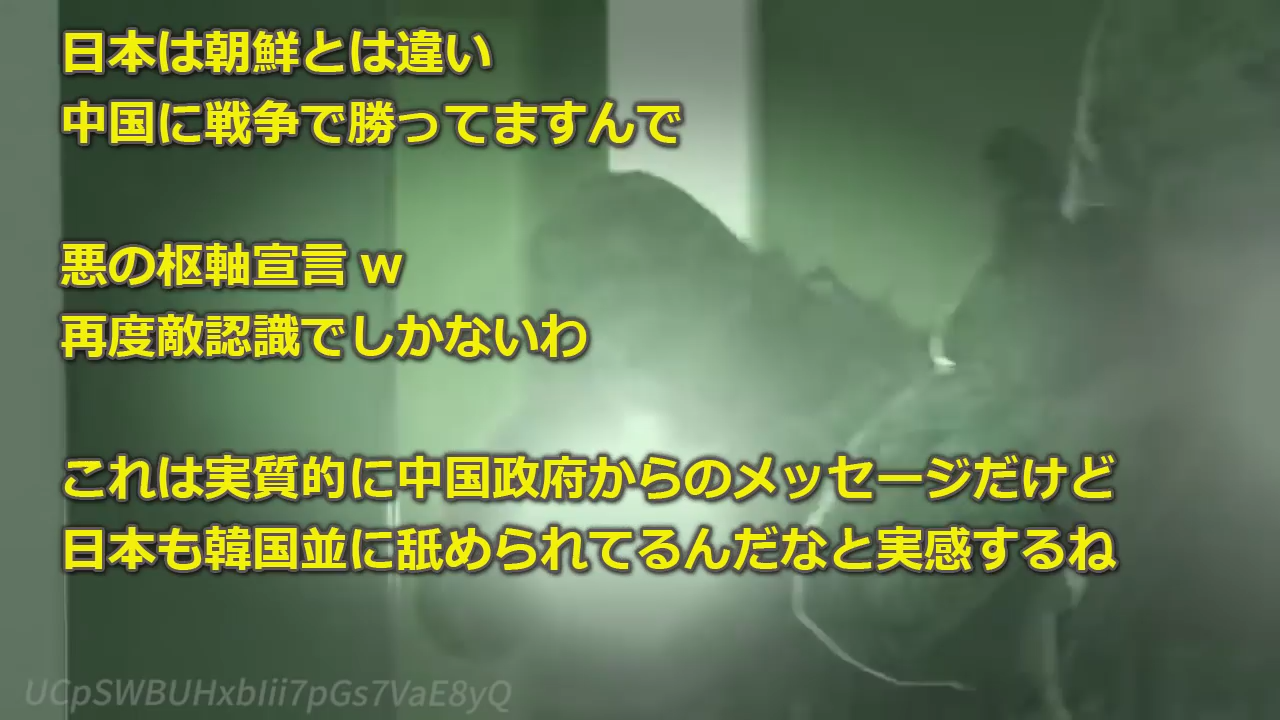 日本は朝鮮とは違い
中国に戦争で勝ってますんで
悪の枢軸宣言ｗ
再度敵認識でしかないわ
これは実質的に中国政府からのメッセージだけど
日本も韓国並に舐められてるんだなと実感するね
UCpSWBUHxbIii7pGs7VaE8yQ